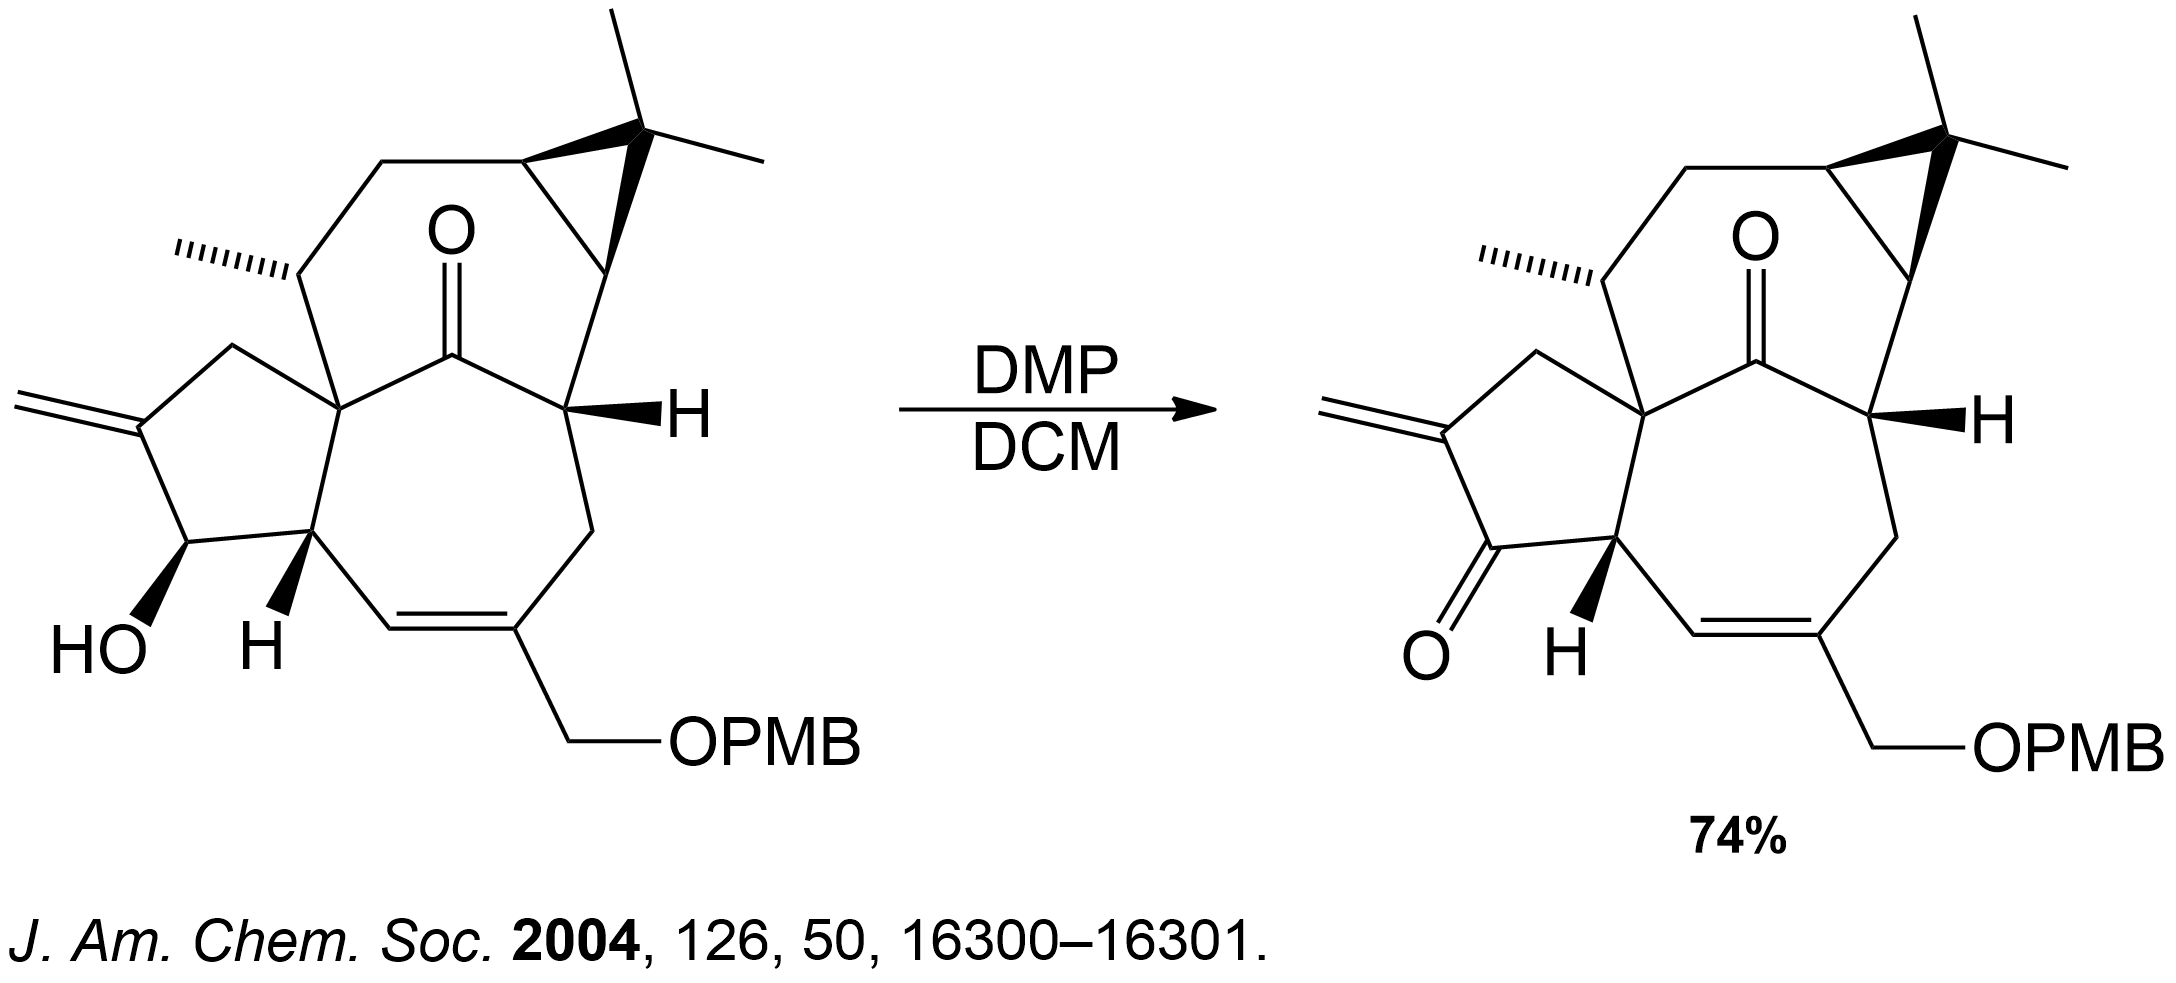 O
H
HO
H
OPMB
DMP
DCM
O
H
O
H
OPMB
74%
J. Am. Chem. Soc. 2004, 126, 50, 16300–16301.